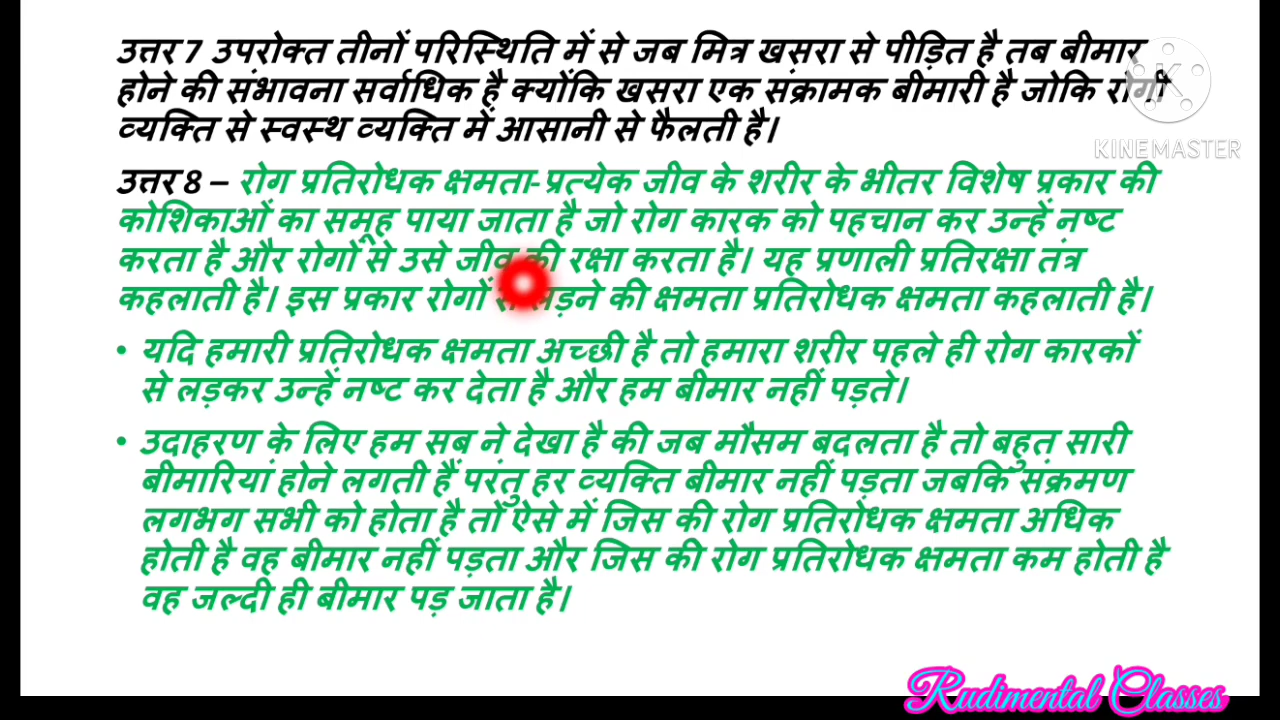 उत्तर 7 उपरोक्त तीनों परिस्थिति में से जब मित्र खसरा से पीड़ित है तब बीमार
होने की संभावना सर्वाधिक है क्योंकि खसरा एक संक्रामक बीमारी है जोकि रोगी
व्यक्ति से स्वस्थ व्यक्ति में आसानी से फैलती है।
KINEMASTER
उत्तर 8 – रोग प्रतिरोधक क्षमता- प्रत्येक जीव के शरीर के भीतर विशेष प्रकार की
कोशिकाओं का समूह पाया जाता है जो रोग कारक को पहचान कर उन्हें नष्ट
करता है और रोगों से उसे जीव की रक्षा करता है। यह प्रणाली प्रतिरक्षा तंत्र
कहलाती है। इस प्रकार रोगों से लड़ने की क्षमता प्रतिरोधक क्षमता कहलाती है।
• यदि हमारी प्रतिरोधक क्षमता अच्छी है तो हमारा शरीर पहले ही रोग कारकों
से लड़कर उन्हें नष्ट कर देता है और हम बीमार नहीं पड़ते।
• उदाहरण के लिए हम सब ने देखा है की जब मौसम बदलता है तो बहुत सारी
बीमारियां होने लगती हैं परंतु हर व्यक्ति बीमार नहीं पड़ता जबकि संक्रमण
लगभग सभी को होता है तो ऐसे में जिस की रोग प्रतिरोधक क्षमता अधिक
होती है वह बीमार नहीं पड़ता और जिस की रोग प्रतिरोधक क्षमता कम होती है
वह जल्दी ही बीमार पड़ जाता है।
Rudimental Classes